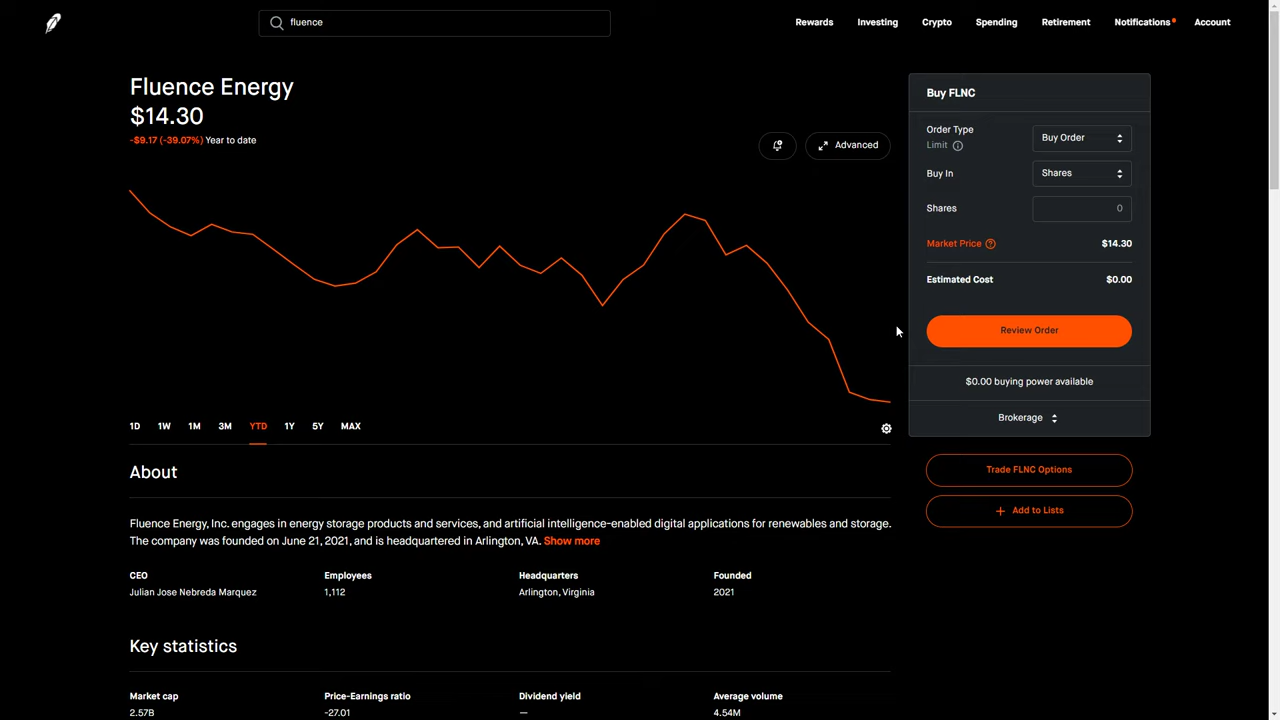 fluence
Rewards
Investing
Crypto
Spending
Retirement
Notifications
Account
Fluence Energy
$14.30
-$9.17 (-39.07%) Year to date
Advanced
1D
1W
1M
3M
YTD
1Y
5Y
MAX
About
Fluence Energy, Inc. engages in energy storage products and services, and artificial intelligence-enabled digital applications for renewables and storage.
The company was founded on June 21, 2021, and is headquartered in Arlington, VA. Show more
CEO
Julian Jose Nebreda Marquez
Employees
1,112
Headquarters
Arlington, Virginia
Founded
2021
Key statistics
Market cap
2.57B
Price-Earnings ratio
-27.01
Dividend yield
—
Average volume
4.54M
Buy FLNC
Order Type
Limit
Buy Order
Buy In
Shares
Shares
0
Market Price
$14.30
Estimated Cost
$0.00
Review Order
$0.00 buying power available
Brokerage
Trade FLNC Options
+ Add to Lists